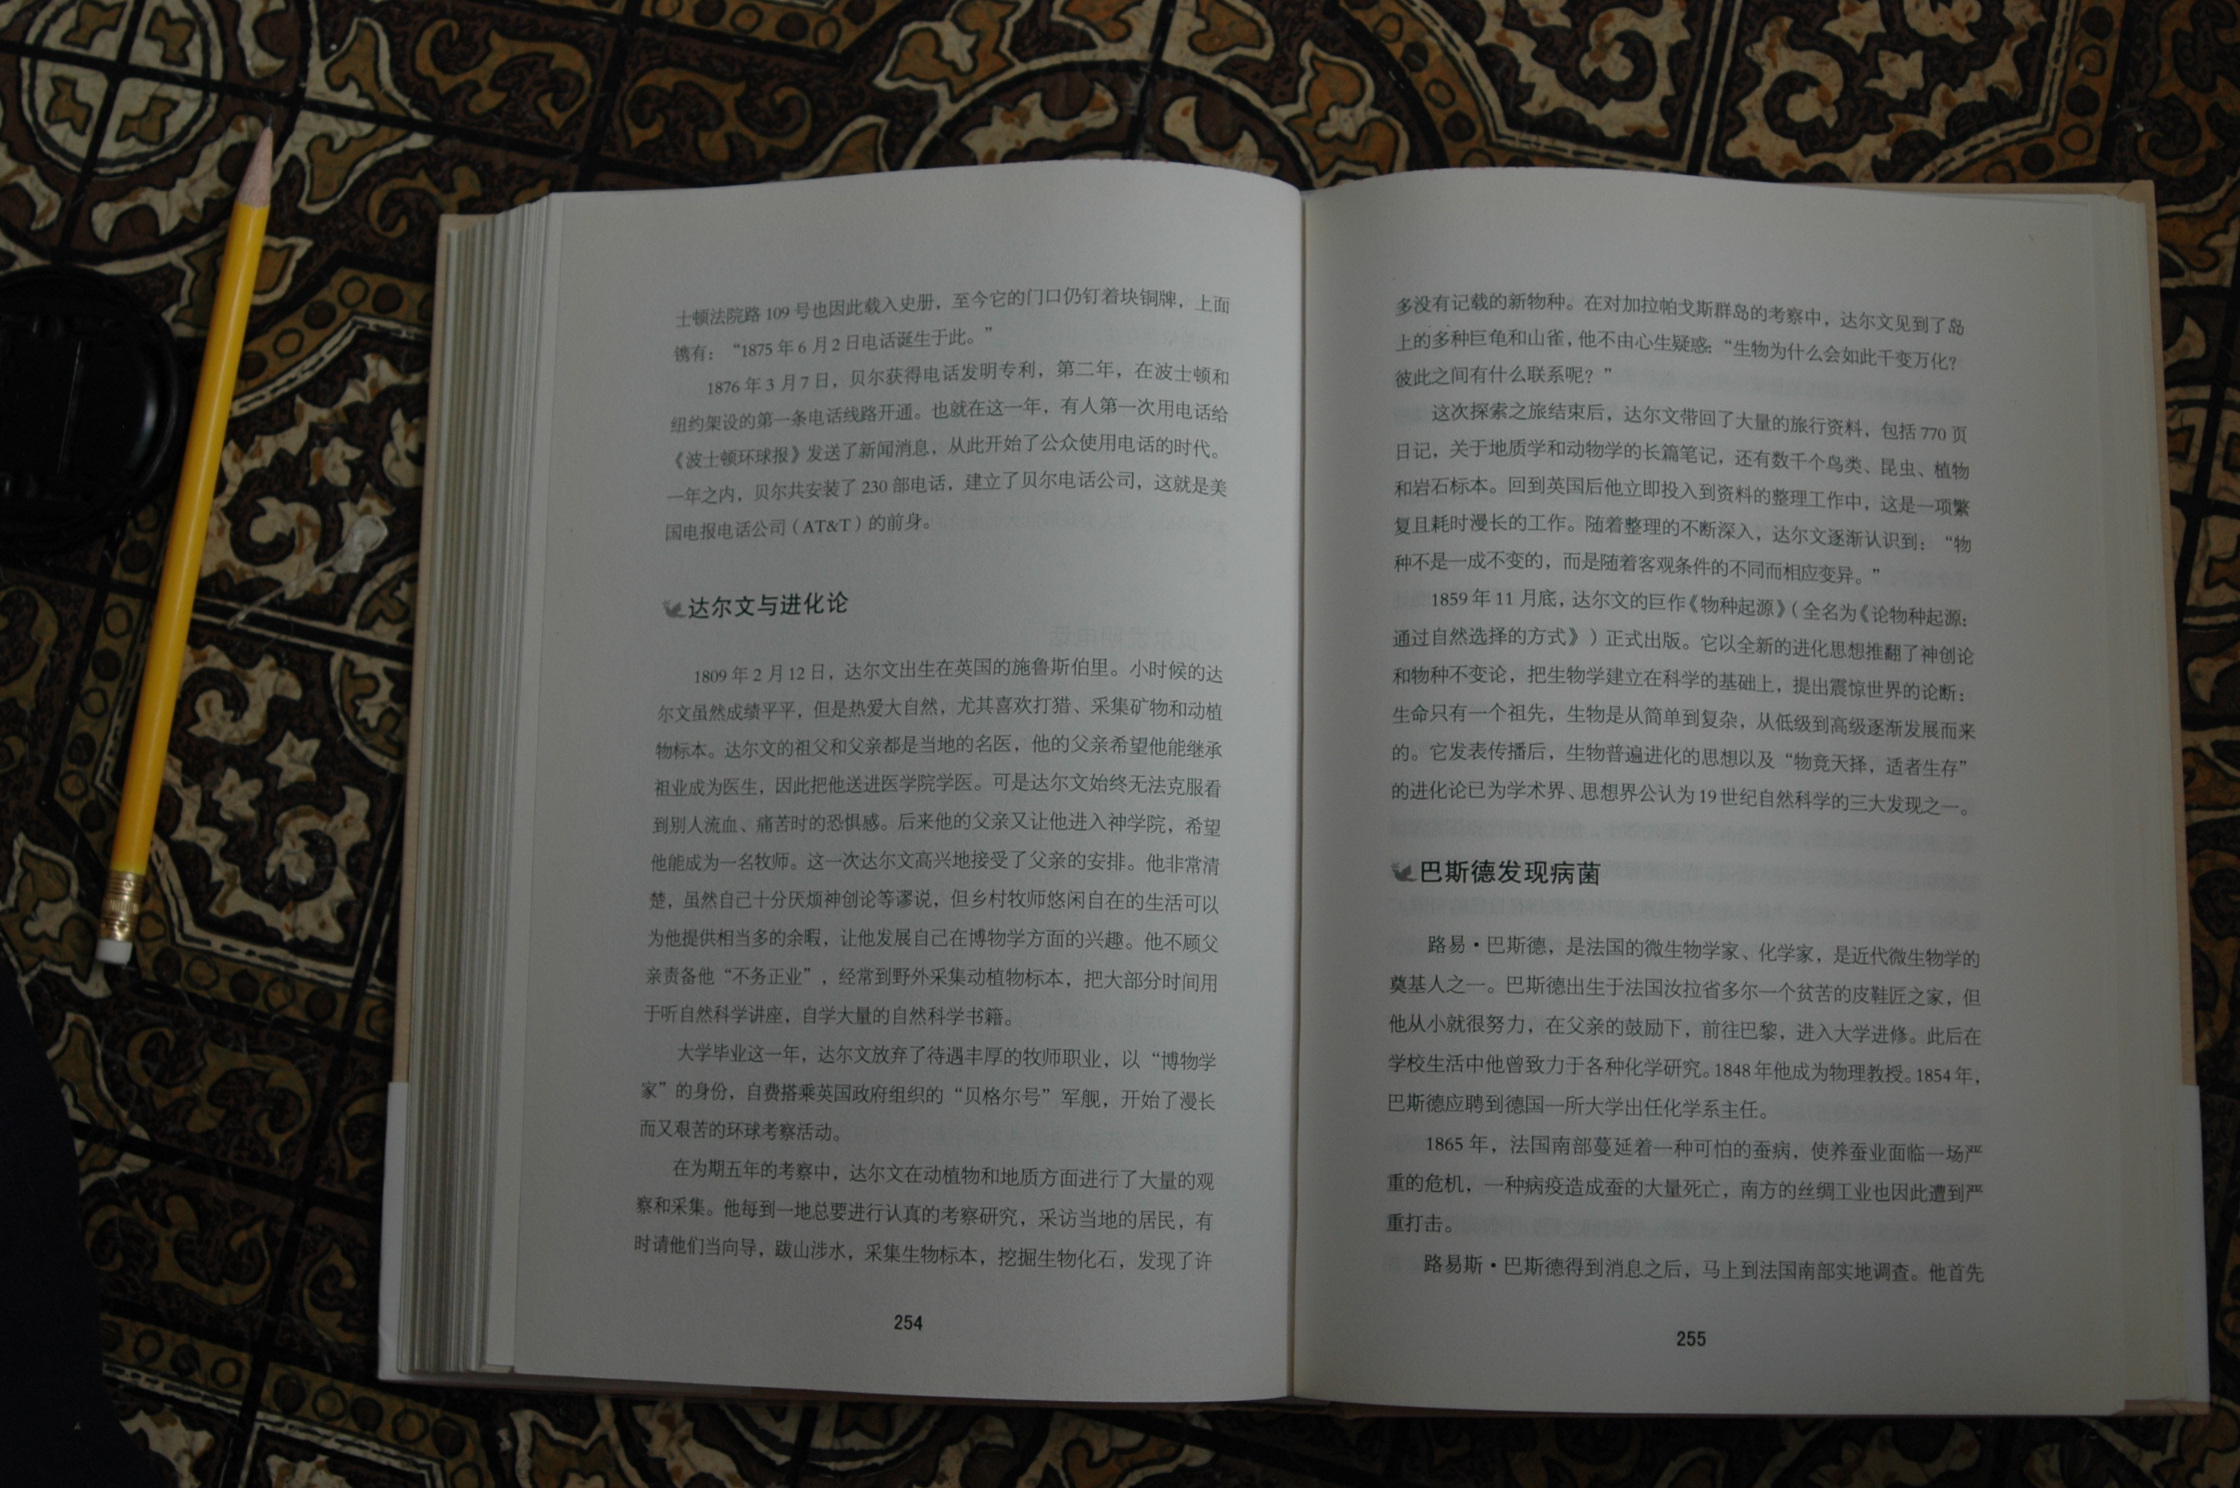 士顿法院路 109 号也因此载入史册，至今它的门口仍钉着块铜牌，上面
镌有：“1875 年 6 月 2 日电话诞生于此。”
1876 年 3 月 7 日，贝尔获得电话发明专利，第二年，在波士顿和
纽约架设的第一条电话线路开通。也就在这一年，有人第一次用电话给
《波士顿环球报》发送了新闻消息，从此开始了公众使用电话的时代。
一年之内，贝尔共安装了 230 部电话，建立了贝尔电话公司，这就是美
国电报电话公司（AT&T）的前身。
达尔文与进化论
1809 年 2 月 12 日，达尔文出生在英国的施鲁斯伯里。小时候的达
尔文虽然成绩平平，但是热爱大自然，尤其喜欢打猎、采集矿物和动植
物标本。达尔文的祖父和父亲都是当地的名医，他的父亲希望他能继承
祖业成为医生，因此把他送进医学院学医。可是达尔文始终无法克服看
到别人流血、痛苦时的恐惧感。后来他的父亲又让他进入神学院，希望
他能成为一名牧师。这一次达尔文高兴地接受了父亲的安排。他非常清
楚，虽然自己十分厌烦神创论等谬说，但乡村牧师悠闲自在的生活可以
为他提供相当多的余暇，让他发展自己在博物学方面的兴趣。他不顾父
亲责备他“不务正业”，经常到野外采集动植物标本，把大部分时间用
于听自然科学讲座，自学大量的自然科学书籍。
大学毕业这一年，达尔文放弃了待遇丰厚的牧师职业，以“博物学
家”的身份，自费搭乘英国政府组织的“贝格尔号”军舰，开始了漫长
而又艰苦的环球考察活动。
在为期五年的考察中，达尔文在动植物和地质方面进行了大量的观
察和采集。他每到一地总要进行认真的考察研究，采访当地的居民，有
时请他们当向导，跋山涉水，采集生物标本，挖掘生物化石，发现了许
254
多没有记载的新物种。在对加拉帕戈斯群岛的考察中，达尔文见到了岛
上的多种巨龟和山雀，他不由心生疑惑：“生物为什么会如此千变万化？
彼此之间有什么联系呢？”
这次探索之旅结束后，达尔文带回了大量的旅行资料，包括 770 页
日记，关于地质学和动物学的长篇笔记，还有数千个鸟类、昆虫、植物
和岩石标本。回到英国后他立即投入到资料的整理工作中，这是一项繁
复且耗时漫长的工作。随着整理的不断深入，达尔文逐渐认识到：“物
种不是一成不变的，而是随着客观条件的不同而相应变异。”
1859 年 11 月底，达尔文的巨作《物种起源》（全名为《论物种起源：
通过自然选择的方式》）正式出版。它以全新的进化思想推翻了神创论
和物种不变论，把生物学建立在科学的基础上，提出震惊世界的论断：
生命只有一个祖先，生物是从简单到复杂，从低级到高级逐渐发展而来
的。它发表传播后，生物普遍进化的思想以及“物竞天择，适者生存”
的进化论已为学术界、思想界公认为 19 世纪自然科学的三大发现之一。
巴斯德发现病菌
路易·巴斯德，是法国的微生物学家、化学家，是近代微生物学的
奠基人之一。巴斯德出生于法国汝拉省多尔一个贫苦的皮鞋匠之家，但
他从小就很努力，在父亲的鼓励下，前往巴黎，进入大学进修。此后在
学校生活中他曾致力于各种化学研究。1848 年他成为物理教授。1854 年，
巴斯德应聘到德国一所大学出任化学系主任。
1865 年，法国南部蔓延着一种可怕的蚕病，使养蚕业面临一场严
重的危机，一种病疫造成蚕的大量死亡，南方的丝绸工业也因此遭到严
重打击。
路易斯·巴斯德得到消息之后，马上到法国南部实地调查。他首先
255